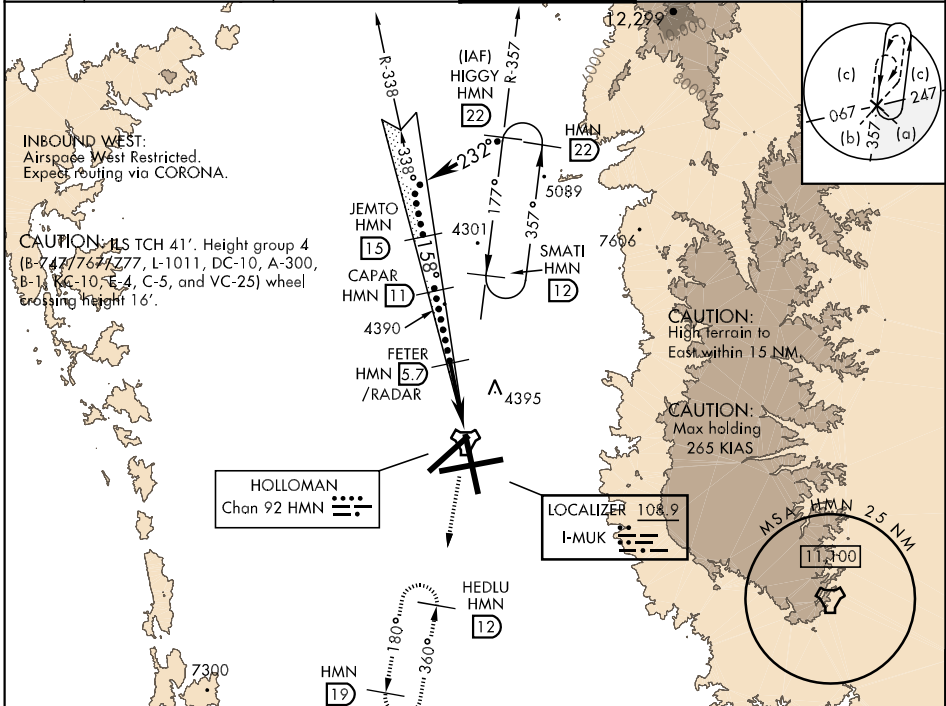 12,299
10,000
6000
8000
R-338
R-357
(IAF)
HIGGY
HMN
22
HMN
22
(c)
(c)
067
247
(b)
(a)
357
INBOUND WEST:
Airspace West Restricted.
Expect routing via CORONA.
338°
232°
177°
357°
5089
JEMTO
HMN
15
4301
7606
CAUTION: ILS TCH 41'. Height group 4
(B-747/767/777, L-1011, DC-10, A-300,
B-1, KC-10, E-4, C-5, and VC-25) wheel
crossing height 16'.
158°
SMATI
HMN
12
CAPAR
HMN 11
4390
CAUTION:
High terrain to
East within 15 NM.
FETER
HMN 5.7
/RADAR
4395
CAUTION:
Max holding
265 KIAS
HOLLOMAN
Chan 92 HMN
LOCALIZER 108.9
I-MUK
MSA HMN 25 NM
11,100
HEDLU
HMN
12
180°
360°
HMN
19
7300